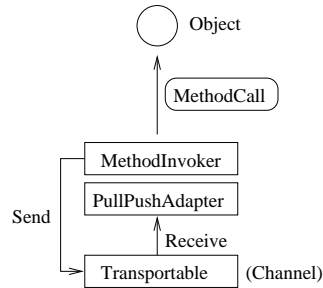 Object
MethodCall
MethodInvoker
PullPushAdapter
Send
Receive
Transportable
(Channel)